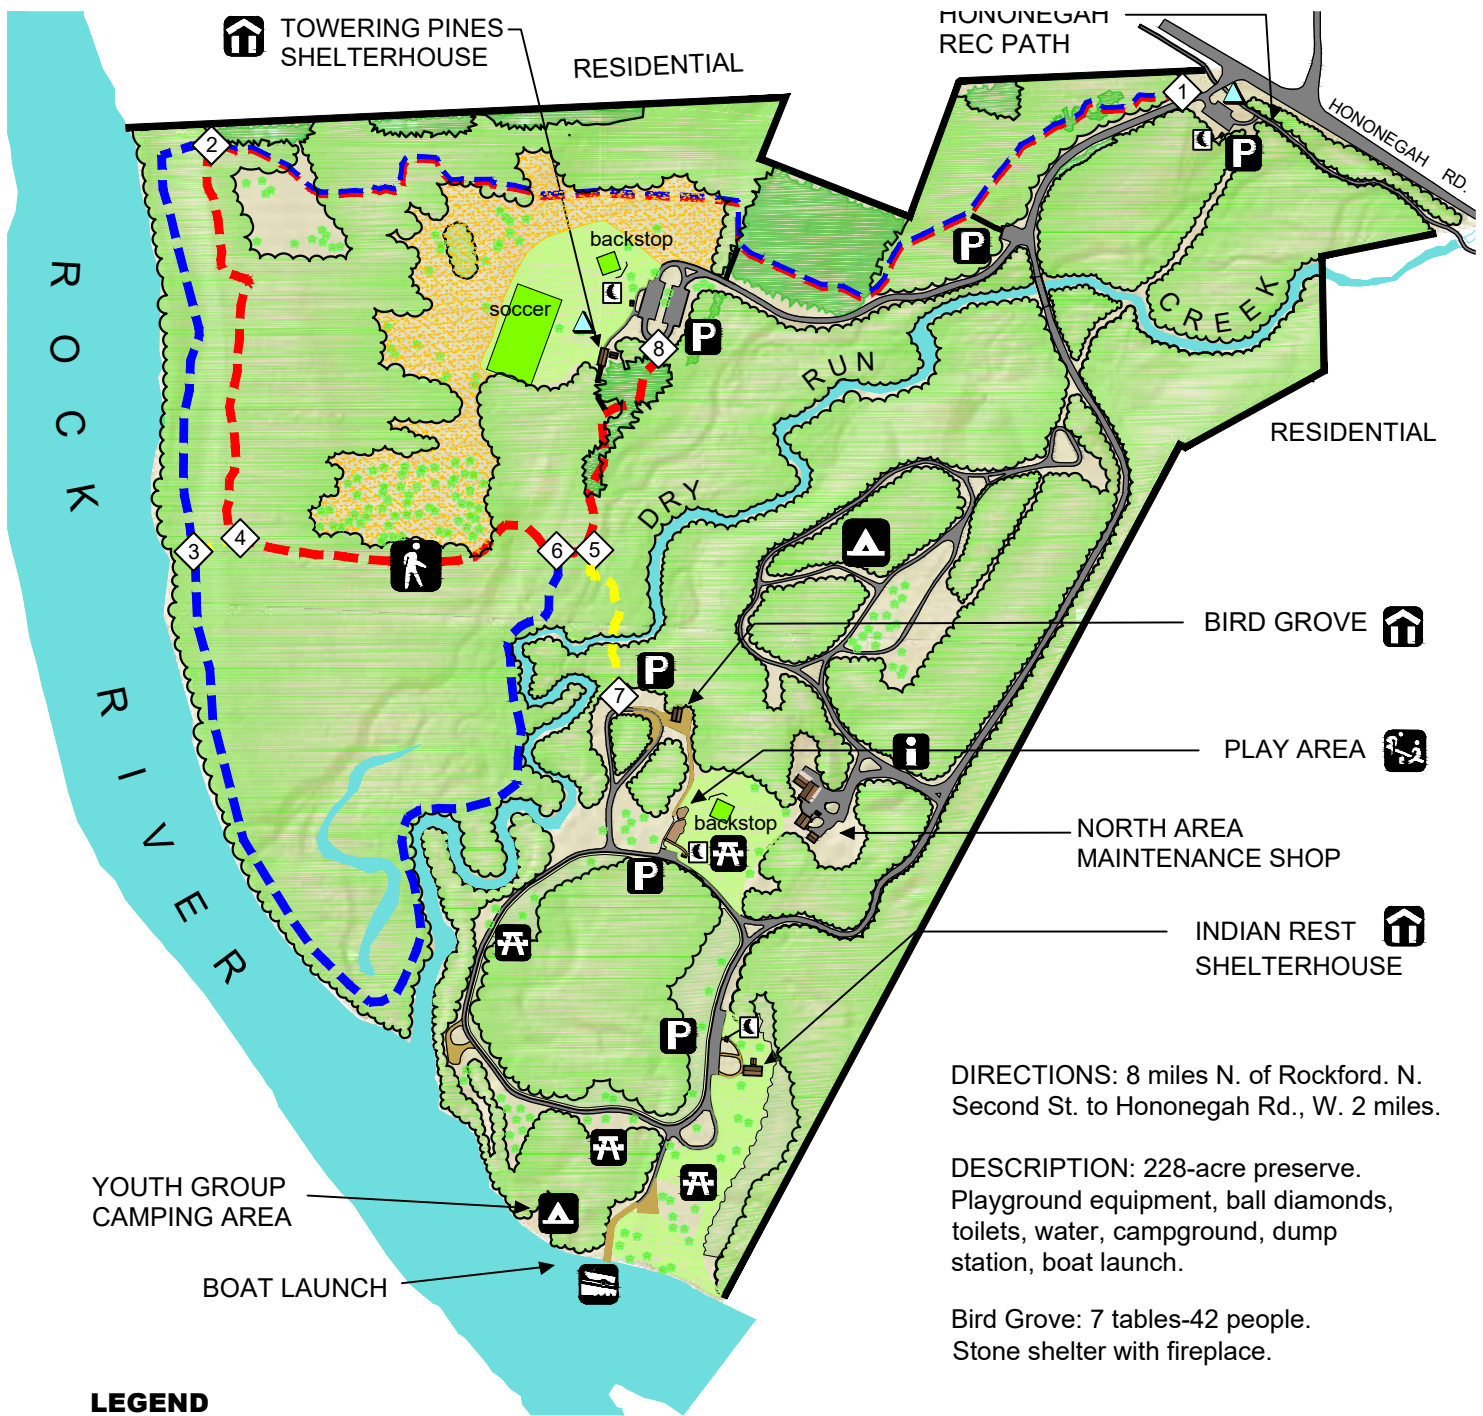 TOWERING PINES
SHELTERHOUSE
RESIDENTIAL
HONONEGAH
REC PATH
HONONEGAH RD.
1
P
2
backstop
P
soccer
8
P
CREEK
RUN
DRY
ROCK RIVER
RESIDENTIAL
3
4
6
5
BIRD GROVE
P
7
i
PLAY AREA
backstop
NORTH AREA
MAINTENANCE SHOP
P
INDIAN REST
SHELTERHOUSE
P
DIRECTIONS: 8 miles N. of Rockford. N.
Second St. to Hononegah Rd., W. 2 miles.
DESCRIPTION: 228-acre preserve.
Playground equipment, ball diamonds,
toilets, water, campground, dump
station, boat launch.
YOUTH GROUP
CAMPING AREA
BOAT LAUNCH
Bird Grove: 7 tables-42 people.
Stone shelter with fireplace.
LEGEND